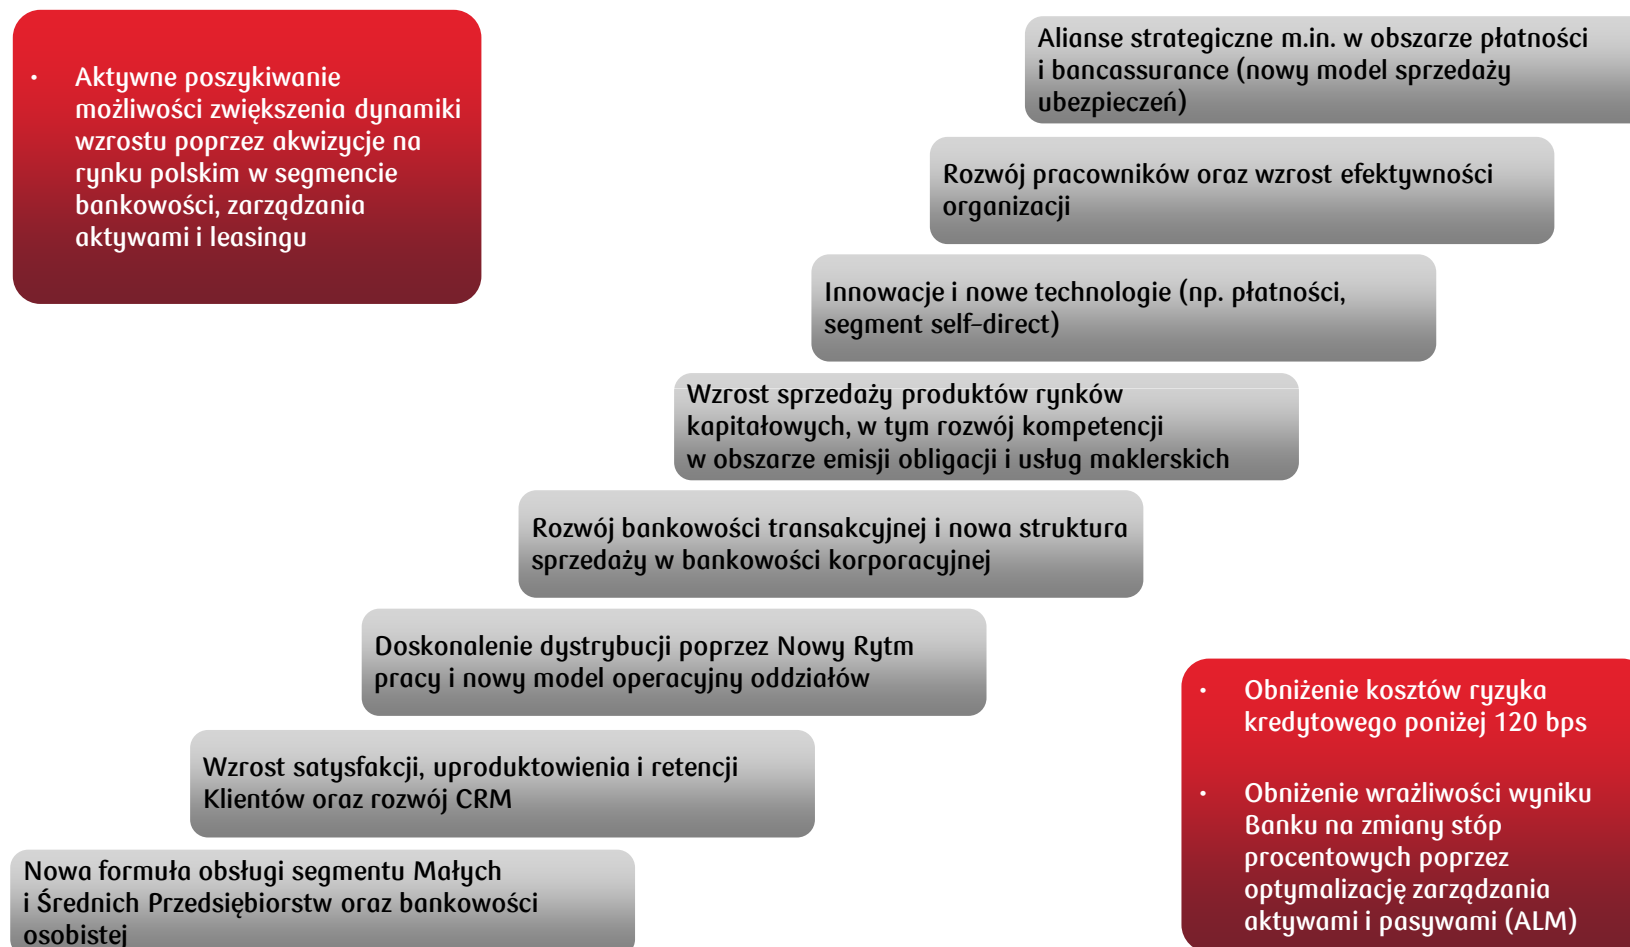 • Aktywne poszykiwanie
możliwości zwiększenia dynamiki
wzrostu poprzez akwizycje na
rynku polskim w segmencie
bankowości, zarządzania
aktywami i leasingu
Alianse strategiczne m.in. w obszarze płatności
i bancassurance (nowy model sprzedaży
ubezpieczeń)
Rozwój pracowników oraz wzrost efektywności
organizacji
Innowacje i nowe technologie (np. płatności,
segment self-direct)
Wzrost sprzedaży produktów rynków
kapitałowych, w tym rozwój kompetencji
w obszarze emisji obligacji i usług maklerskich
Rozwój bankowości transakcyjnej i nowa struktura
sprzedaży w bankowości korporacyjnej
Doskonalenie dystrybucji poprzez Nowy Rytm
pracy i nowy model operacyjny oddziałów
Wzrost satysfakcji, uproduktowienia i retencji
Klientów oraz rozwój CRM
Nowa formuła obsługi segmentu Małych
i Średnich Przedsiębiorstw oraz bankowości
osobistej
• Obniżenie kosztów ryzyka
kredytowego poniżej 120 bps
• Obniżenie wrażliwości wyniku
Banku na zmiany stóp
procentowych poprzez
optymalizację zarządzania
aktywami i pasywami (ALM)